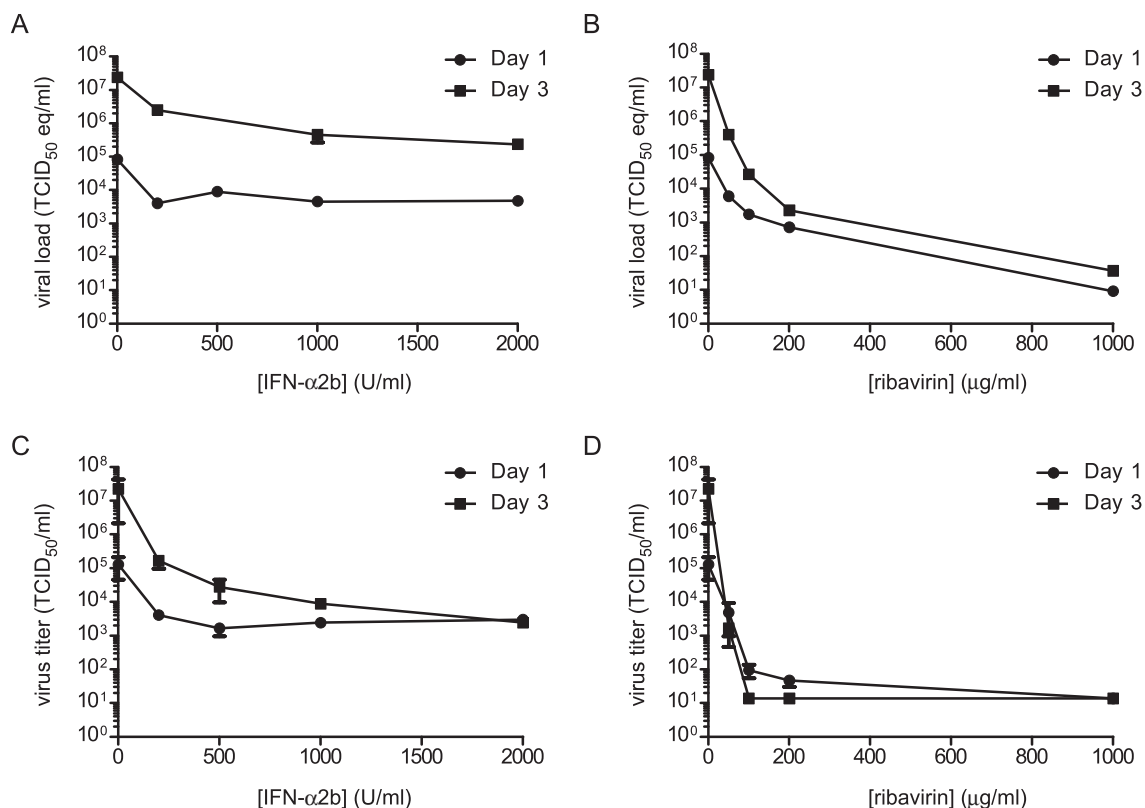 A
viral load (TCID₅₀ eq/ml)
10⁸
10⁷
10⁶
10⁵
10⁴
10³
10²
10¹
10⁰
0 500 1000 1500 2000
[IFN-α2b] (U/ml)
Day 1
Day 3
B
viral load (TCID₅₀ eq/ml)
10⁸
10⁷
10⁶
10⁵
10⁴
10³
10²
10¹
10⁰
0 200 400 600 800 1000
[ribavirin] (μg/ml)
Day 1
Day 3
C
virus titer (TCID₅₀/ml)
10⁸
10⁷
10⁶
10⁵
10⁴
10³
10²
10¹
10⁰
0 500 1000 1500 2000
[IFN-α2b] (U/ml)
Day 1
Day 3
D
virus titer (TCID₅₀/ml)
10⁸
10⁷
10⁶
10⁵
10⁴
10³
10²
10¹
10⁰
0 200 400 600 800 1000
[ribavirin] (μg/ml)
Day 1
Day 3